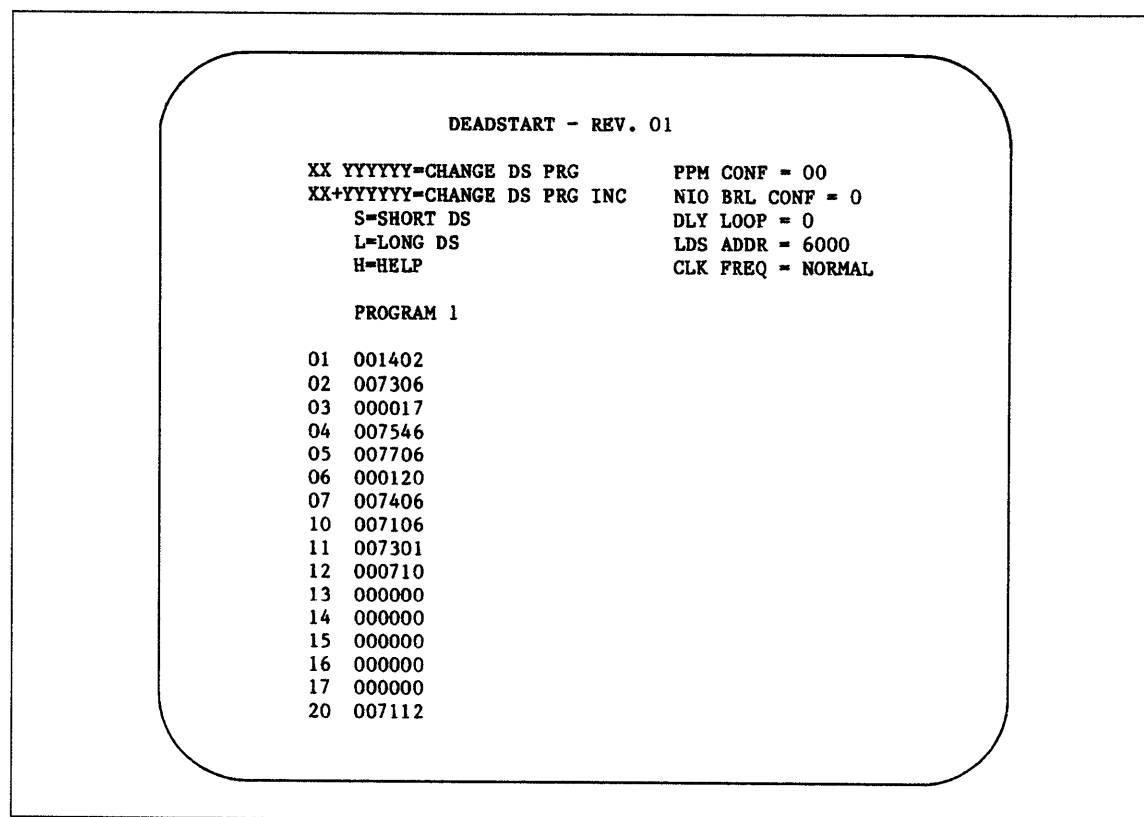 DEADSTART - REV. 01
XX YYYYYY=CHANGE DS PRG PPM CONF = 00
XX+YYYYYY=CHANGE DS PRG INC NIO BRL CONF = 0
S=SHORT DS DLY LOOP = 0
L=LONG DS LDS ADDR = 6000
H=HELP CLK FREQ = NORMAL
PROGRAM 1
01 001402
02 007306
03 000017
04 007546
05 007706
06 000120
07 007406
10 007106
11 007301
12 000710
13 000000
14 000000
15 000000
16 000000
17 000000
20 007112